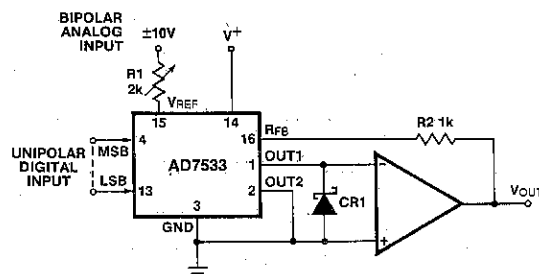 BIPOLAR
ANALOG
INPUT
±10V
V+
R1
2k
VREF
15
14
4
MSB
UNIPOLAR
DIGITAL
INPUT
LSB
13
AD7533
16
RFB
R2 1k
1
OUT1
2
OUT2
3
GND
CR1
−
+
VOUT